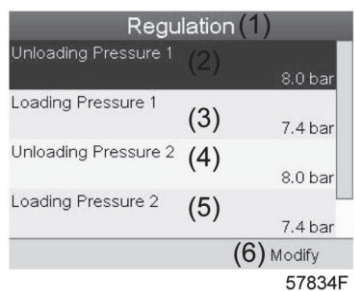 Regulation (1)
Unloading Pressure 1
(2)
8.0 bar
Loading Pressure 1
(3)
7.4 bar
Unloading Pressure 2
(4)
8.0 bar
Loading Pressure 2
(5)
7.4 bar
(6) Modify
57834F